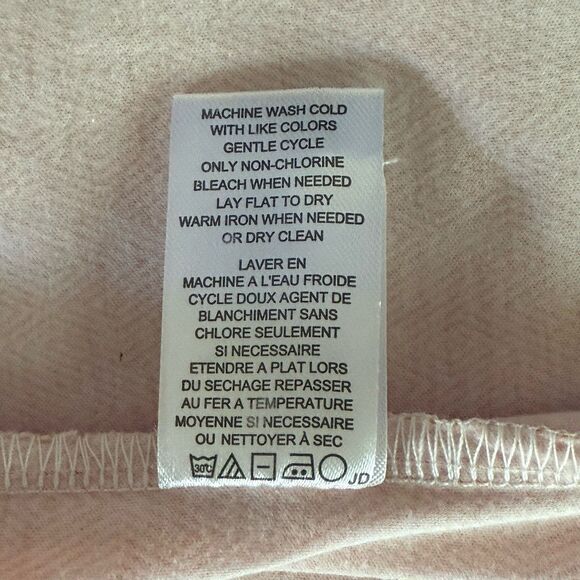 MACHINE WASH COLD
WITH LIKE COLORS
GENTLE CYCLE
ONLY NON-CHLORINE
BLEACH WHEN NEEDED
LAY FLAT TO DRY
WARM IRON WHEN NEEDED
OR DRY CLEAN
LAVER EN
MACHINE A L'EAU FROIDE
CYCLE DOUX AGENT DE
BLANCHIMENT SANS
CHLORE SEULEMENT
SI NECESSAIRE
ETENDRE A PLAT LORS
DU SECHAGE REPASSER
AU FER A TEMPERATURE
MOYENNE SI NECESSAIRE
OU NETTOYER À SEC
30°C JD